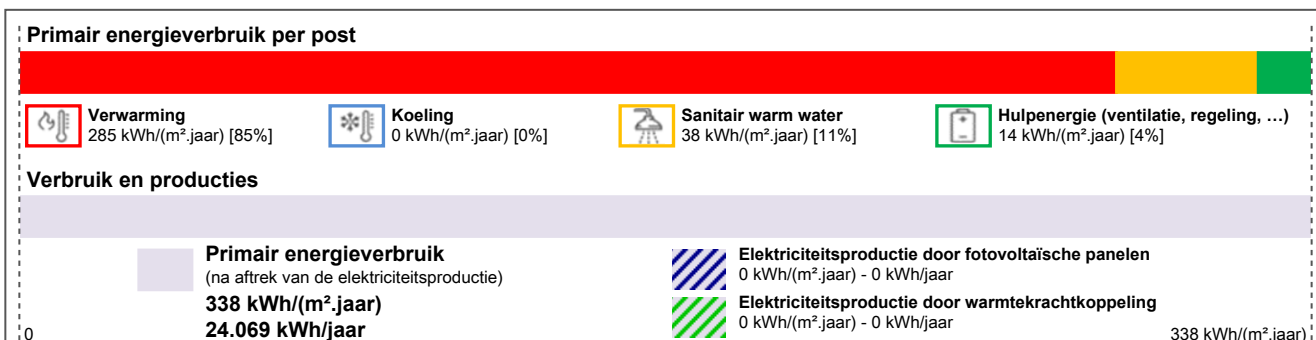 Primair energieverbruik per post
Verwarming
285 kWh/(m².jaar) [85%]
Koeling
0 kWh/(m².jaar) [0%]
Sanitair warm water
38 kWh/(m².jaar) [11%]
Hulpenergie (ventilatie, regeling, …)
14 kWh/(m².jaar) [4%]
Verbruik en producties
Primair energieverbruik
(na aftrek van de elektriciteitsproductie)
338 kWh/(m².jaar)
24.069 kWh/jaar
Elektriciteitsproductie door fotovoltaïsche panelen
0 kWh/(m².jaar) - 0 kWh/jaar
Elektriciteitsproductie door warmtekrachtkoppeling
0 kWh/(m².jaar) - 0 kWh/jaar
0
338 kWh/(m².jaar)